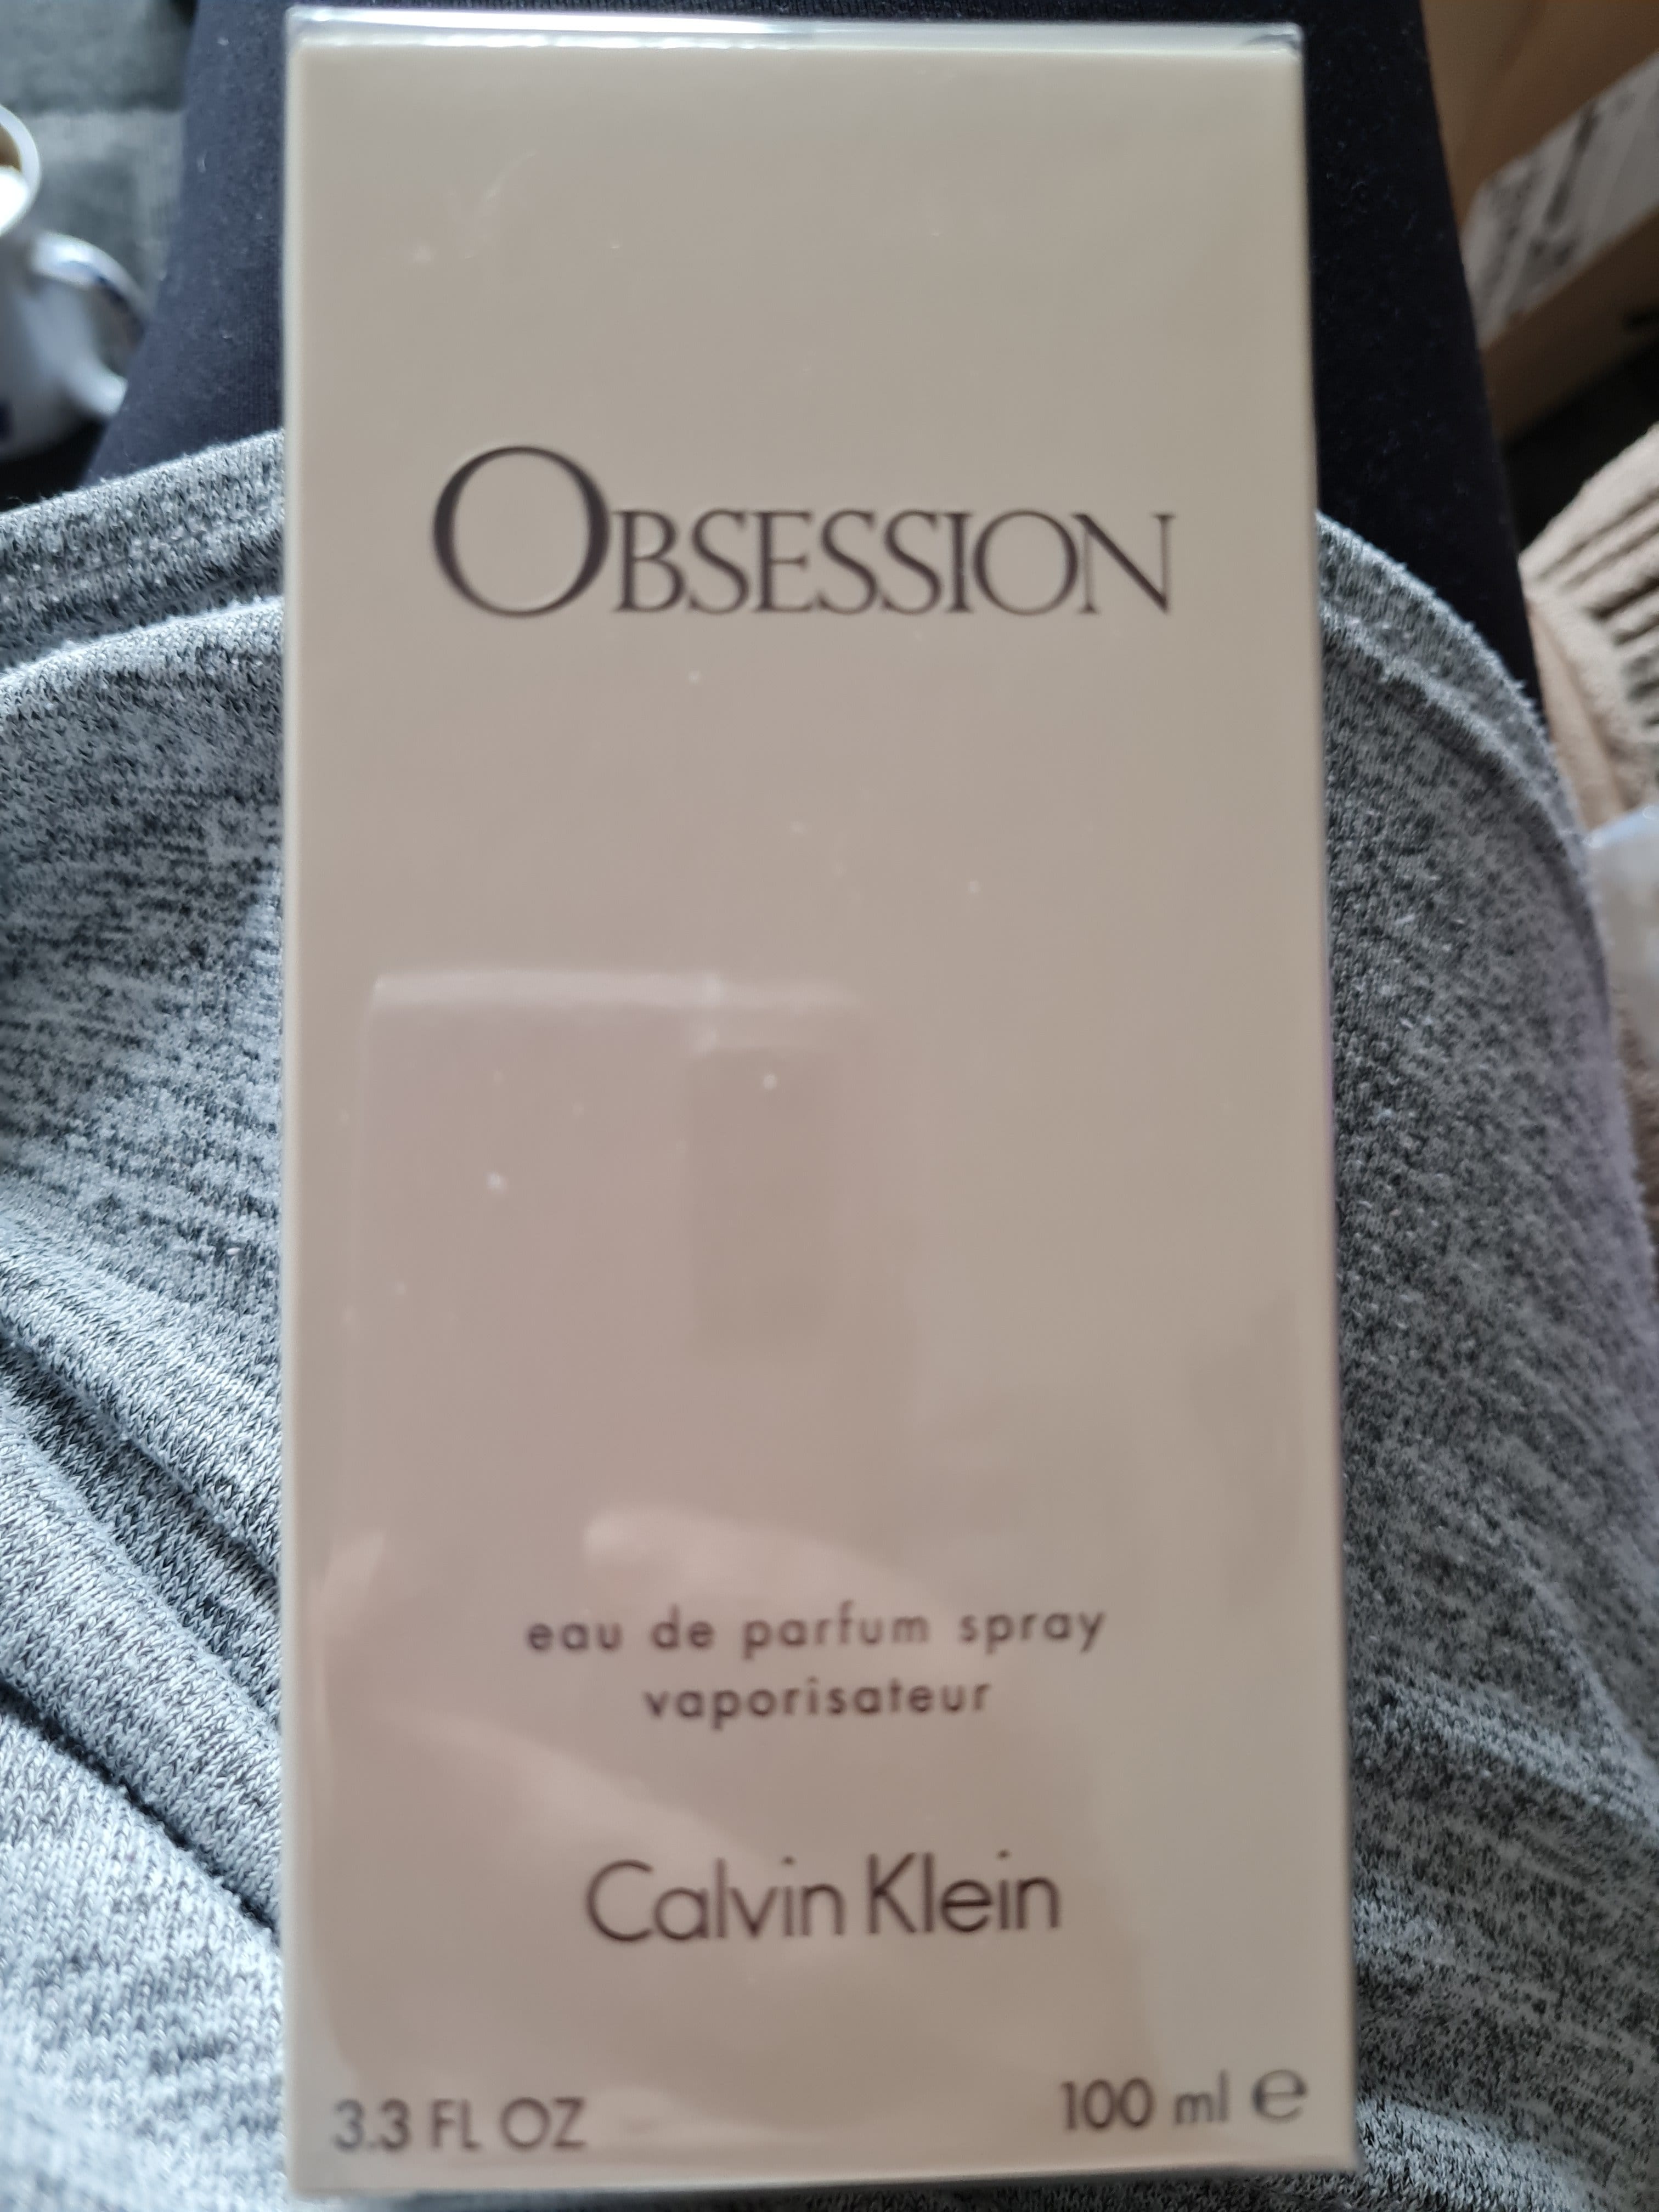 OBSESSION
eau de parfum spray
vaporisateur
Calvin Klein
3.3 FL OZ 100 ml ℮